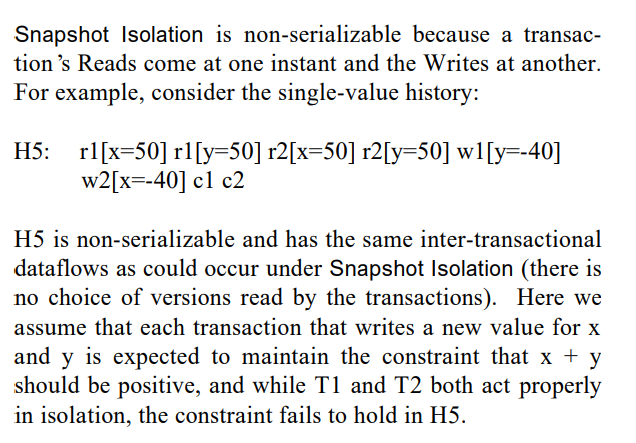 Snapshot Isolation is non-serializable because a transac-
tion's Reads come at one instant and the Writes at another.
For example, consider the single-value history:
H5: r1[x=50] r1[y=50] r2[x=50] r2[y=50] w1[y=-40]
w2[x=-40] c1 c2
H5 is non-serializable and has the same inter-transactional
dataflows as could occur under Snapshot Isolation (there is
no choice of versions read by the transactions). Here we
assume that each transaction that writes a new value for x
and y is expected to maintain the constraint that x + y
should be positive, and while T1 and T2 both act properly
in isolation, the constraint fails to hold in H5.